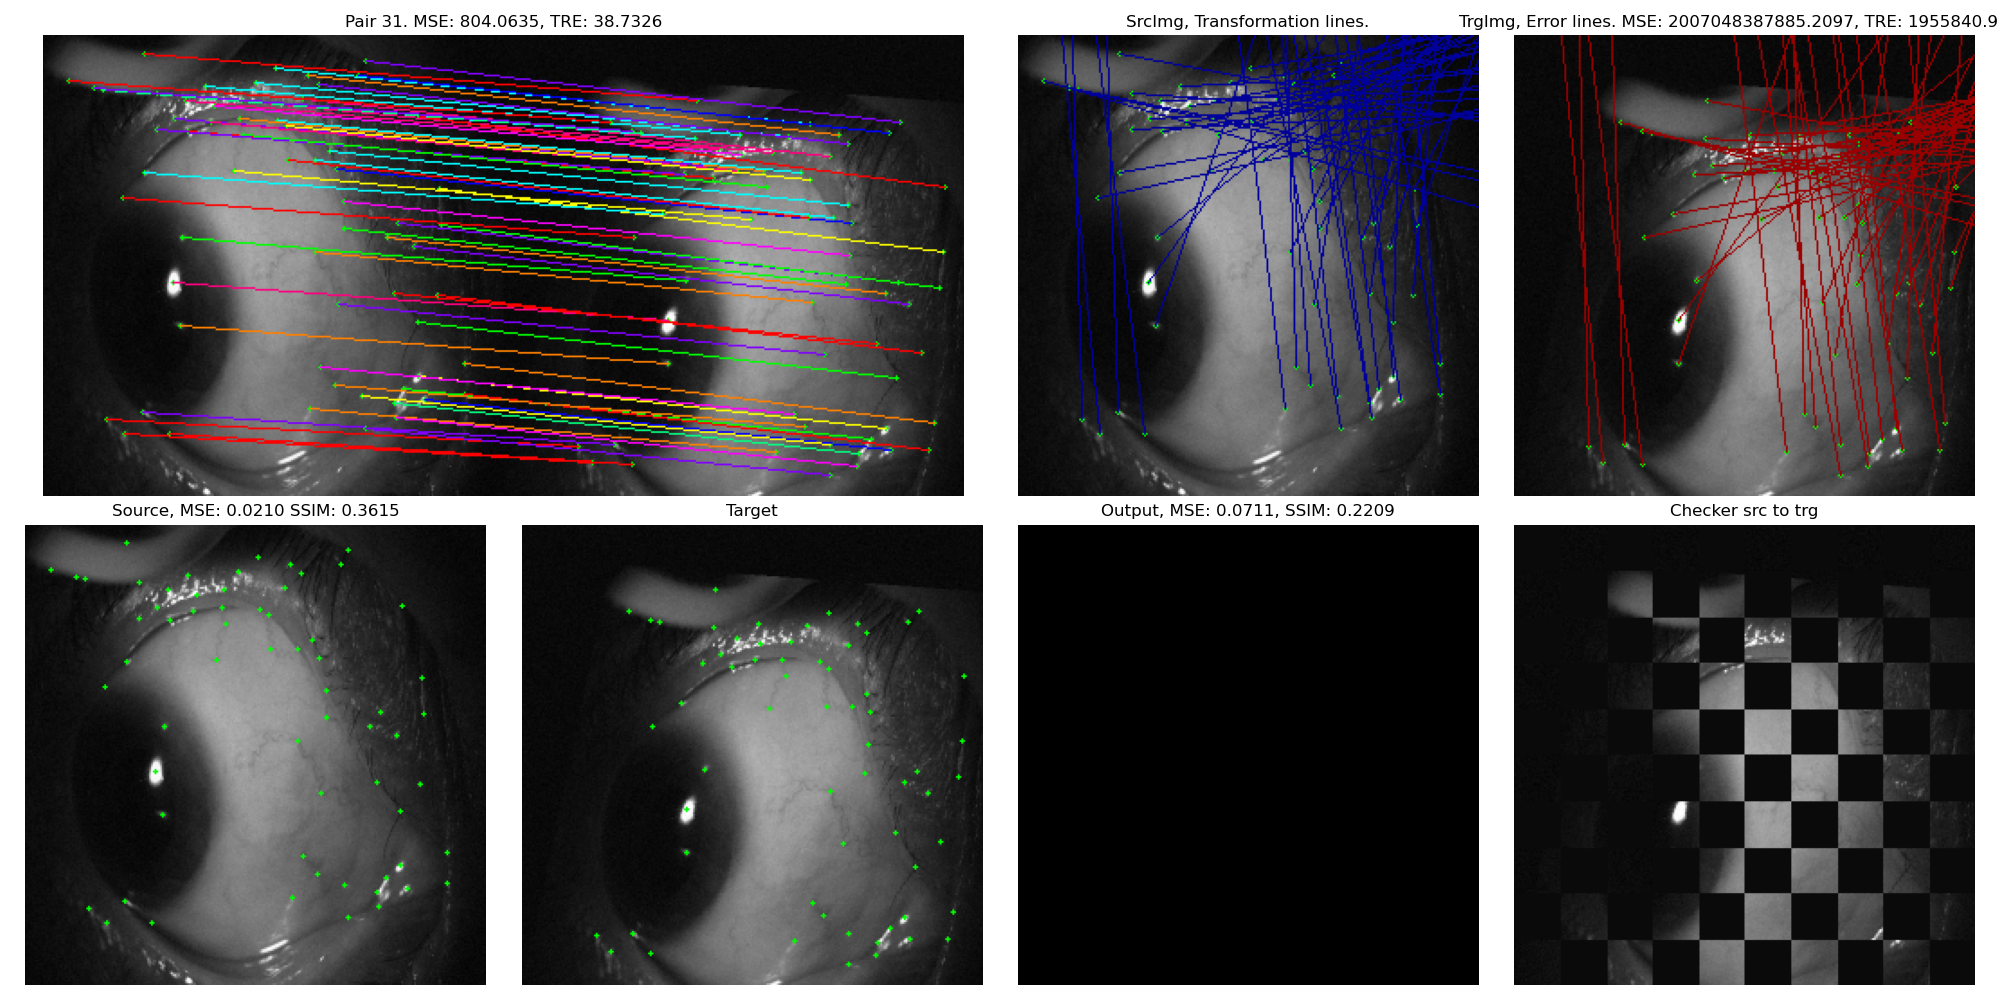 Pair 31. MSE: 804.0635, TRE: 38.7326
SrcImg, Transformation lines.
TrgImg, Error lines. MSE: 2007048387885.2097, TRE: 1955840.9
Source, MSE: 0.0210 SSIM: 0.3615
Target
Output, MSE: 0.0711, SSIM: 0.2209
Checker src to trg